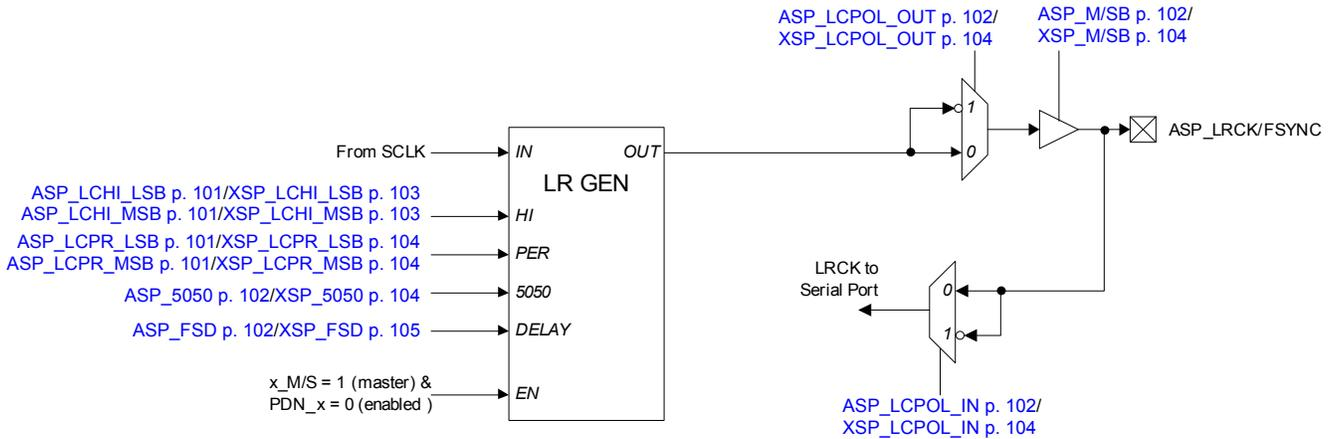 ASP_LCPOL_OUT p. 102/
XSP_LCPOL_OUT p. 104
ASP_M/SB p. 102/
XSP_M/SB p. 104
1
0
ASP_LRCK/FSYNC
From SCLK
IN
OUT
LR GEN
ASP_LCHI_LSB p. 101/XSP_LCHI_LSB p. 103
ASP_LCHI_MSB p. 101/XSP_LCHI_MSB p. 103
HI
ASP_LCPR_LSB p. 101/XSP_LCPR_LSB p. 104
ASP_LCPR_MSB p. 101/XSP_LCPR_MSB p. 104
PER
ASP_5050 p. 102/XSP_5050 p. 104
5050
ASP_FSD p. 102/XSP_FSD p. 105
DELAY
x_M/S = 1 (master) &
PDN_x = 0 (enabled )
EN
LRCK to
Serial Port
0
1
ASP_LCPOL_IN p. 102/
XSP_LCPOL_IN p. 104